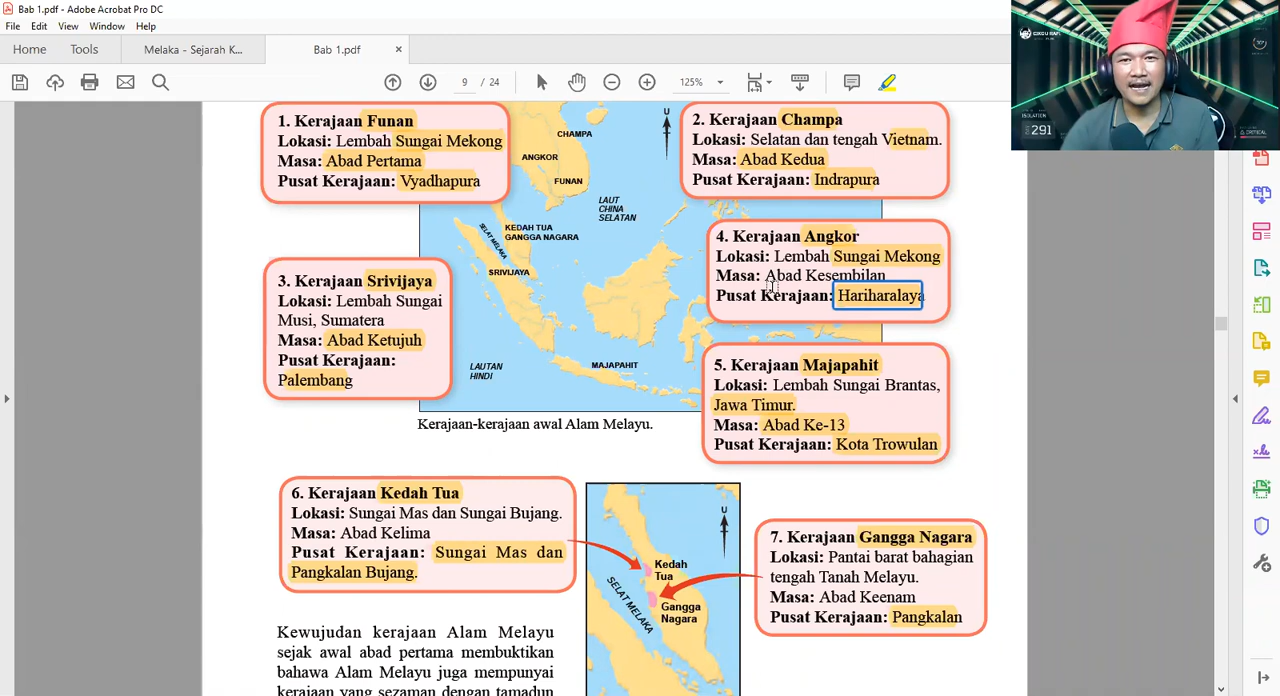 Bab 1.pdf - Adobe Acrobat Pro DC
File Edit View Window Help
Home Tools Melaka - Sejarah K... Bab 1.pdf ×
9 / 24 125%
1. Kerajaan Funan
Lokasi: Lembah Sungai Mekong
Masa: Abad Pertama
Pusat Kerajaan: Vyadhapura
2. Kerajaan Champa
Lokasi: Selatan dan tengah Vietnam.
Masa: Abad Kedua
Pusat Kerajaan: Indrapura
3. Kerajaan Srivijaya
Lokasi: Lembah Sungai
Musi, Sumatera
Masa: Abad Ketujuh
Pusat Kerajaan:
Palembang
4. Kerajaan Angkor
Lokasi: Lembah Sungai Mekong
Masa: Abad Kesembilan
Pusat Kerajaan: Hariharalaya
5. Kerajaan Majapahit
Lokasi: Lembah Sungai Brantas,
Jawa Timur.
Masa: Abad Ke-13
Pusat Kerajaan: Kota Trowulan
CHAMPA
ANGKOR
FUNAN
U
LAUT
CHINA
SELATAN
KEDAH TUA
GANGGA NAGARA
SELAT MELAKA
SRIVIJAYA
LAUTAN
HINDI
MAJAPAHIT
Kerajaan-kerajaan awal Alam Melayu.
6. Kerajaan Kedah Tua
Lokasi: Sungai Mas dan Sungai Bujang.
Masa: Abad Kelima
Pusat Kerajaan: Sungai Mas dan
Pangkalan Bujang.
U
Kedah
Tua
Gangga
Nagara
SELAT MELAKA
7. Kerajaan Gangga Nagara
Lokasi: Pantai barat bahagian
tengah Tanah Melayu.
Masa: Abad Keenam
Pusat Kerajaan: Pangkalan
Kewujudan kerajaan Alam Melayu
sejak awal abad pertama membuktikan
bahawa Alam Melayu juga mempunyai
kerajaan yang sezaman dengan tamadun
ISOLATION
291
CRITICAL